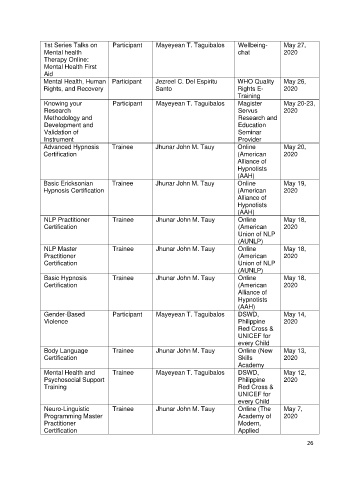 1st Series Talks on Participant Mayeyean T. Taguibalos Wellbeing- May 27,
Mental health chat 2020
Therapy Online:
Mental Health First
Aid
Mental Health, Human Participant Jezreel C. Del Espiritu WHO Quality May 26,
Rights, and Recovery Santo Rights E- 2020
Training
Knowing your Participant Mayeyean T. Taguibalos Magister May 20-23,
Research Servus 2020
Methodology and Research and
Development and Education
Validation of Seminar
Instrument Provider
Advanced Hypnosis Trainee Jhunar John M. Tauy Online May 20,
Certification (American 2020
Alliance of
Hypnotists
(AAH)
Basic Ericksonian Trainee Jhunar John M. Tauy Online May 19,
Hypnosis Certification (American 2020
Alliance of
Hypnotists
(AAH)
NLP Practitioner Trainee Jhunar John M. Tauy Online May 18,
Certification (American 2020
Union of NLP
(AUNLP)
NLP Master Trainee Jhunar John M. Tauy Online May 18,
Practitioner (American 2020
Certification Union of NLP
(AUNLP)
Basic Hypnosis Trainee Jhunar John M. Tauy Online May 18,
Certification (American 2020
Alliance of
Hypnotists
(AAH)
Gender-Based Participant Mayeyean T. Taguibalos DSWD, May 14,
Violence Philippine 2020
Red Cross &
UNICEF for
every Child
Body Language Trainee Jhunar John M. Tauy Online (New May 13,
Certification Skills 2020
Academy
Mental Health and Trainee Mayeyean T. Taguibalos DSWD, May 12,
Psychosocial Support Philippine 2020
Training Red Cross &
UNICEF for
every Child
Neuro-Linguistic Trainee Jhunar John M. Tauy Online (The May 7,
Programming Master Academy of 2020
Practitioner Modern,
Certification Applied
26